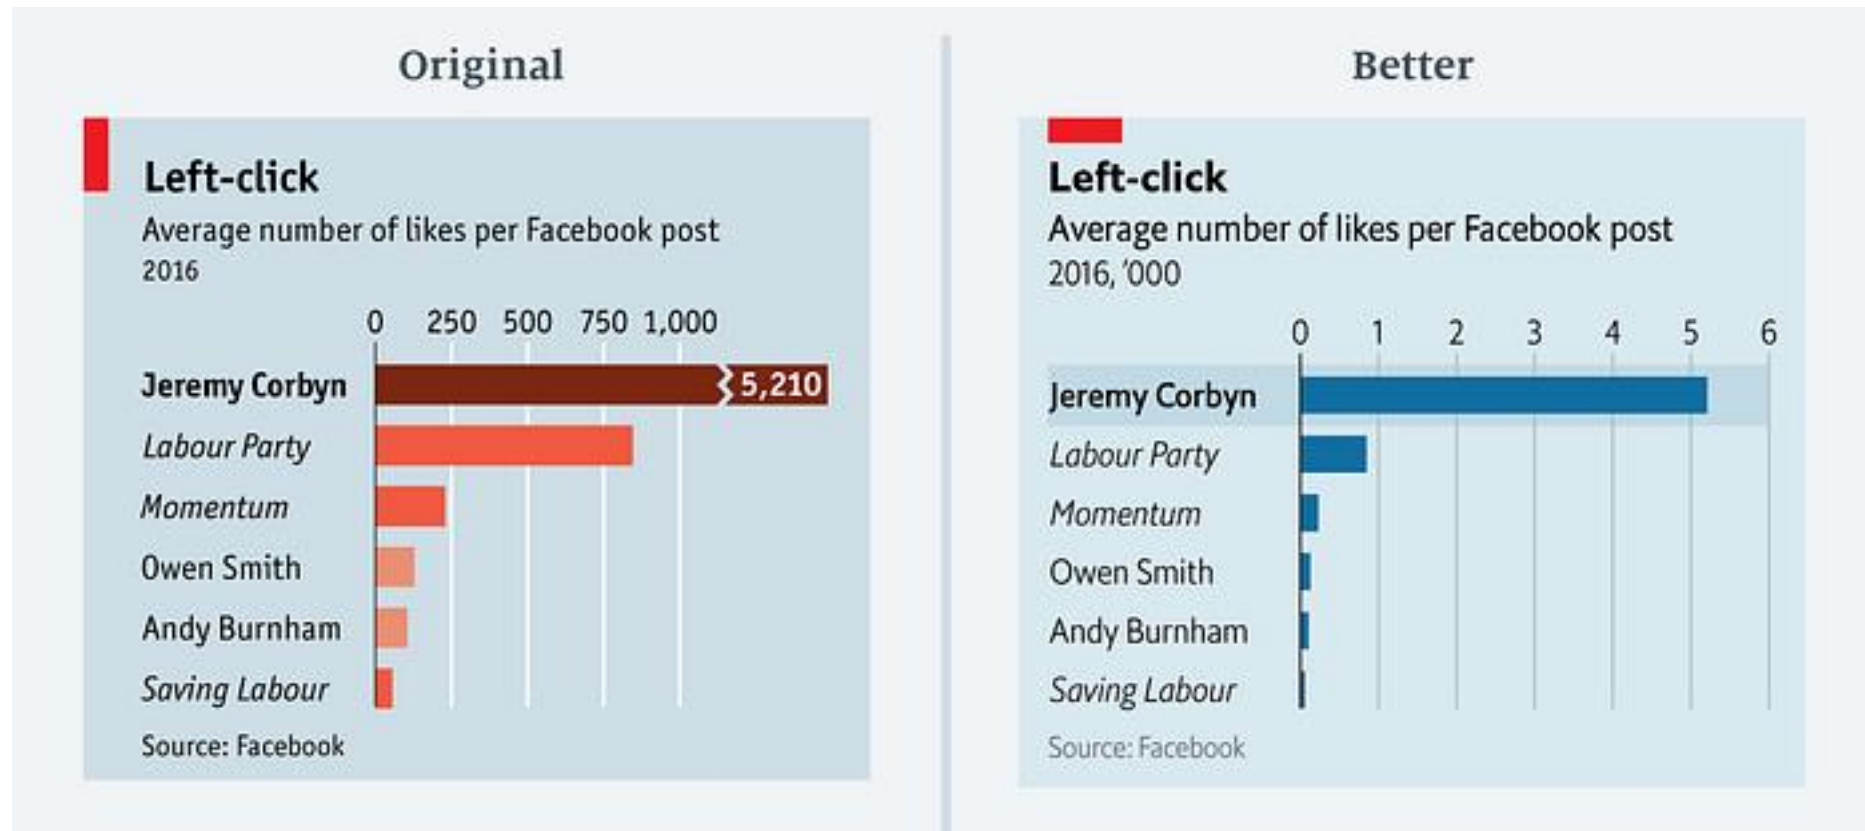 Original
Left-click
Average number of likes per Facebook post
2016
0 250 500 750 1,000
Jeremy Corbyn 5,210
Labour Party
Momentum
Owen Smith
Andy Burnham
Saving Labour
Source: Facebook
Better
Left-click
Average number of likes per Facebook post
2016, ’000
0 1 2 3 4 5 6
Jeremy Corbyn
Labour Party
Momentum
Owen Smith
Andy Burnham
Saving Labour
Source: Facebook